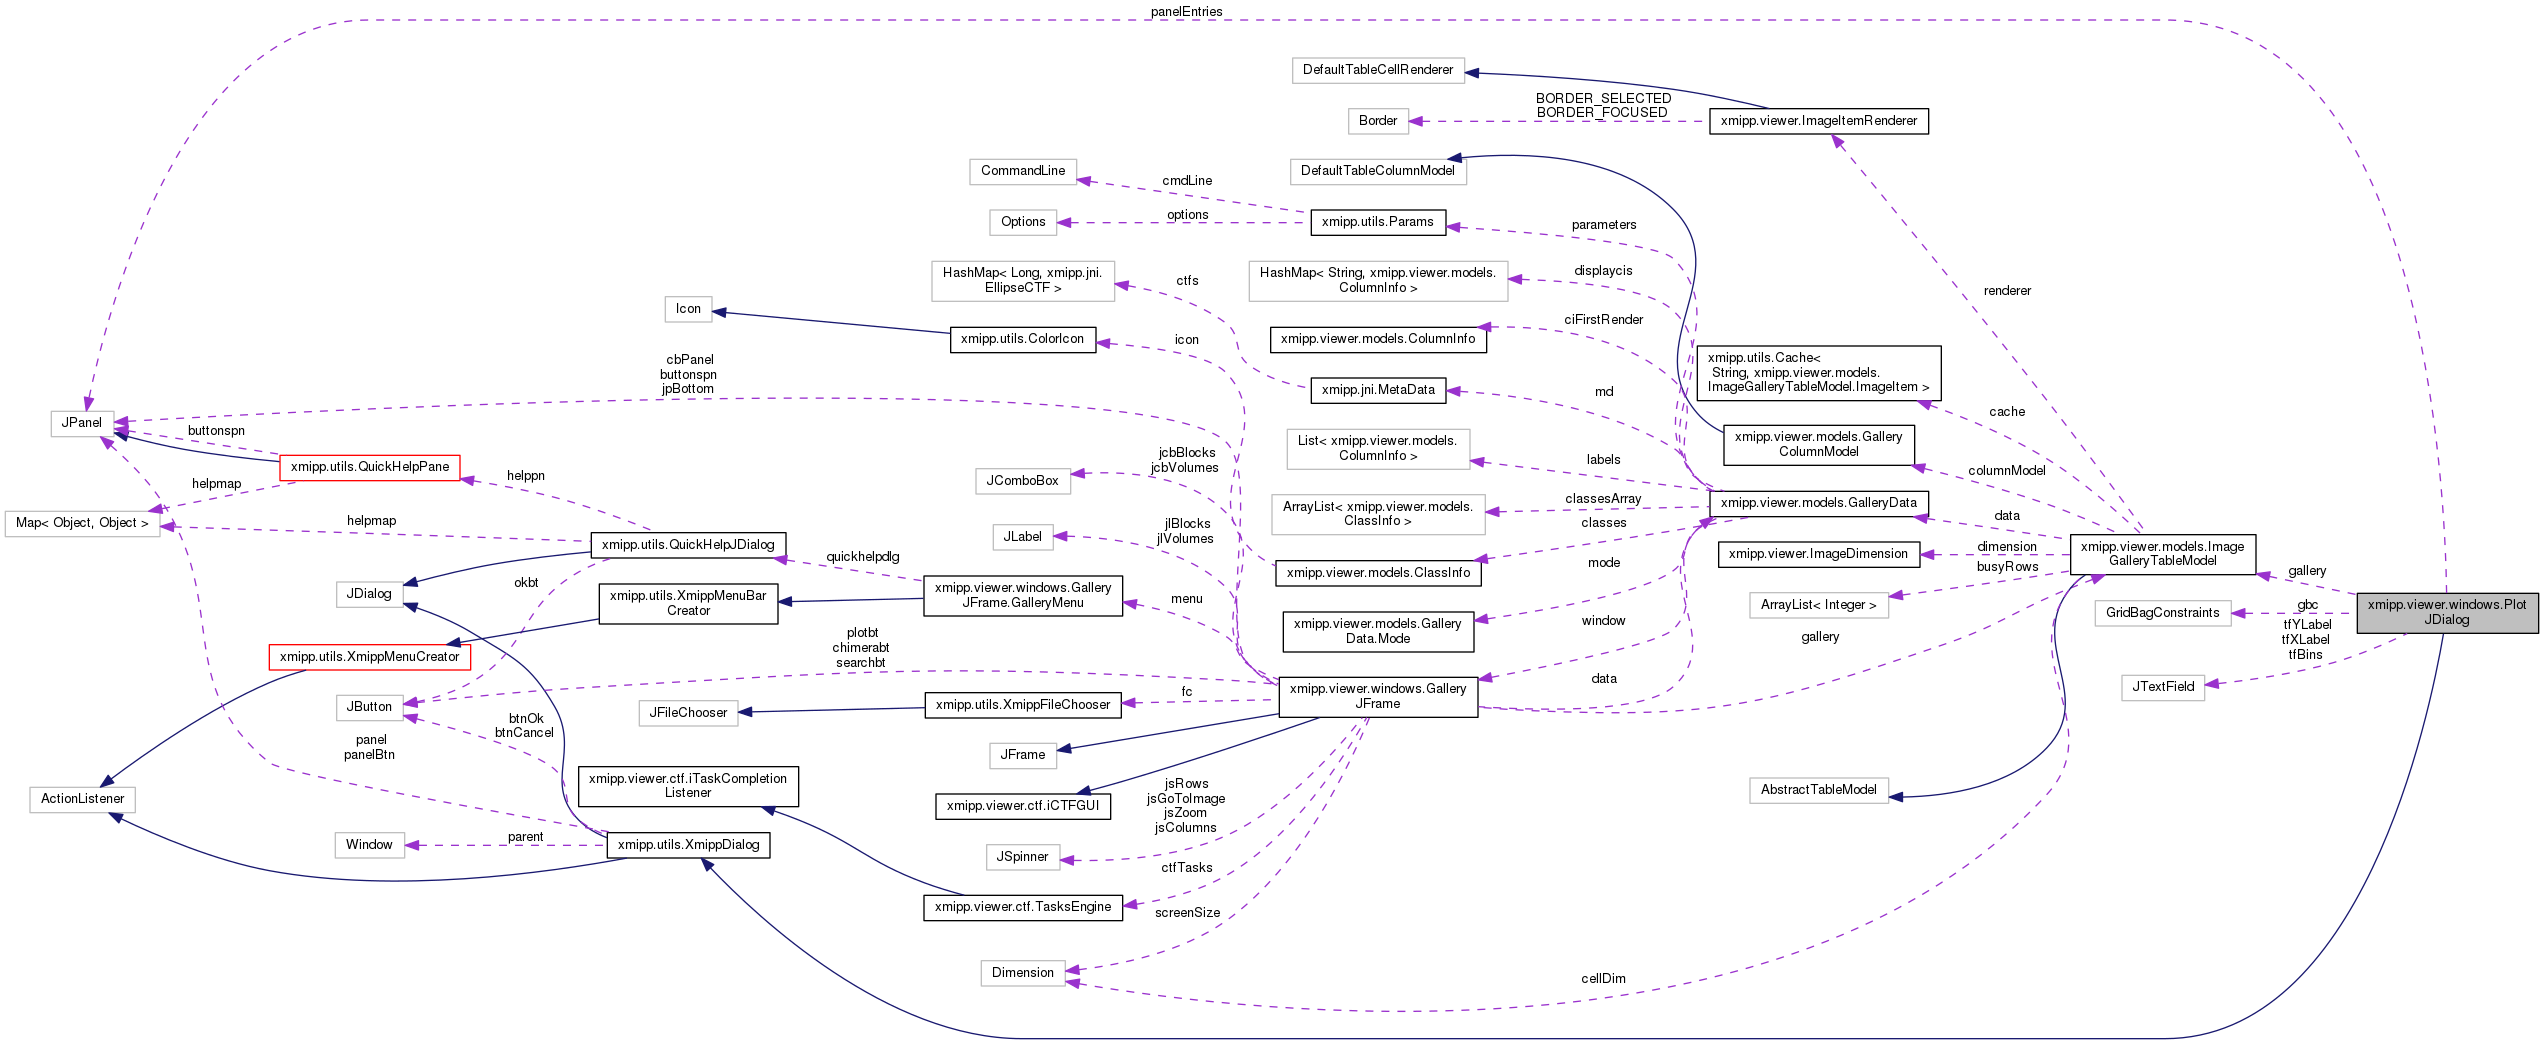 panelEntries
DefaultTableCellRenderer
BORDER_SELECTED
BORDER_FOCUSED
Border
xmipp.viewer.ImageItemRenderer
CommandLine
cmdLine
DefaultTableColumnModel
Options
options
xmipp.utils.Params
parameters
HashMap< Long, xmipp.jni.
EllipseCTF >
ctfs
HashMap< String, xmipp.viewer.models.
ColumnInfo >
displaycis
renderer
Icon
xmipp.utils.ColorIcon
icon
xmipp.viewer.models.ColumnInfo
ciFirstRender
xmipp.utils.Cache<
String, xmipp.viewer.models.
ImageGalleryTableModel.ImageItem >
cbPanel
buttonspn
jpBottom
xmipp.jni.MetaData
md
cache
JPanel
buttonspn
xmipp.viewer.models.Gallery
ColumnModel
List< xmipp.viewer.models.
ColumnInfo >
labels
columnModel
xmipp.utils.QuickHelpPane
helppn
jcbBlocks
jcbVolumes
JComboBox
helpmap
Map< Object, Object >
helpmap
ArrayList< xmipp.viewer.models.
ClassInfo >
classesArray
xmipp.viewer.models.GalleryData
data
JLabel
jlBlocks
jlVolumes
classes
xmipp.utils.QuickHelpJDialog
quickhelpdlg
xmipp.viewer.ImageDimension
dimension
busyRows
xmipp.viewer.models.Image
GalleryTableModel
gallery
okbt
JDialog
xmipp.utils.XmippMenuBar
Creator
xmipp.viewer.windows.Gallery
JFrame.GalleryMenu
menu
xmipp.viewer.models.ClassInfo
mode
ArrayList< Integer >
GridBagConstraints
gbc
xmipp.viewer.windows.Plot
JDialog
xmipp.viewer.models.Gallery
Data.Mode
window
gallery
tfYLabel
tfXLabel
tfBins
xmipp.utils.XmippMenuCreator
plotbt
chimerabt
searchbt
JButton
JFileChooser
xmipp.utils.XmippFileChooser
fc
xmipp.viewer.windows.Gallery
JFrame
data
JTextField
btnOk
btnCancel
panel
panelBtn
JFrame
ActionListener
xmipp.viewer.ctf.iTaskCompletion
Listener
xmipp.viewer.ctf.iCTFGUI
jsRows
jsGoToImage
jsZoom
jsColumns
AbstractTableModel
Window
parent
xmipp.utils.XmippDialog
JSpinner
ctfTasks
xmipp.viewer.ctf.TasksEngine
screenSize
Dimension
cellDim